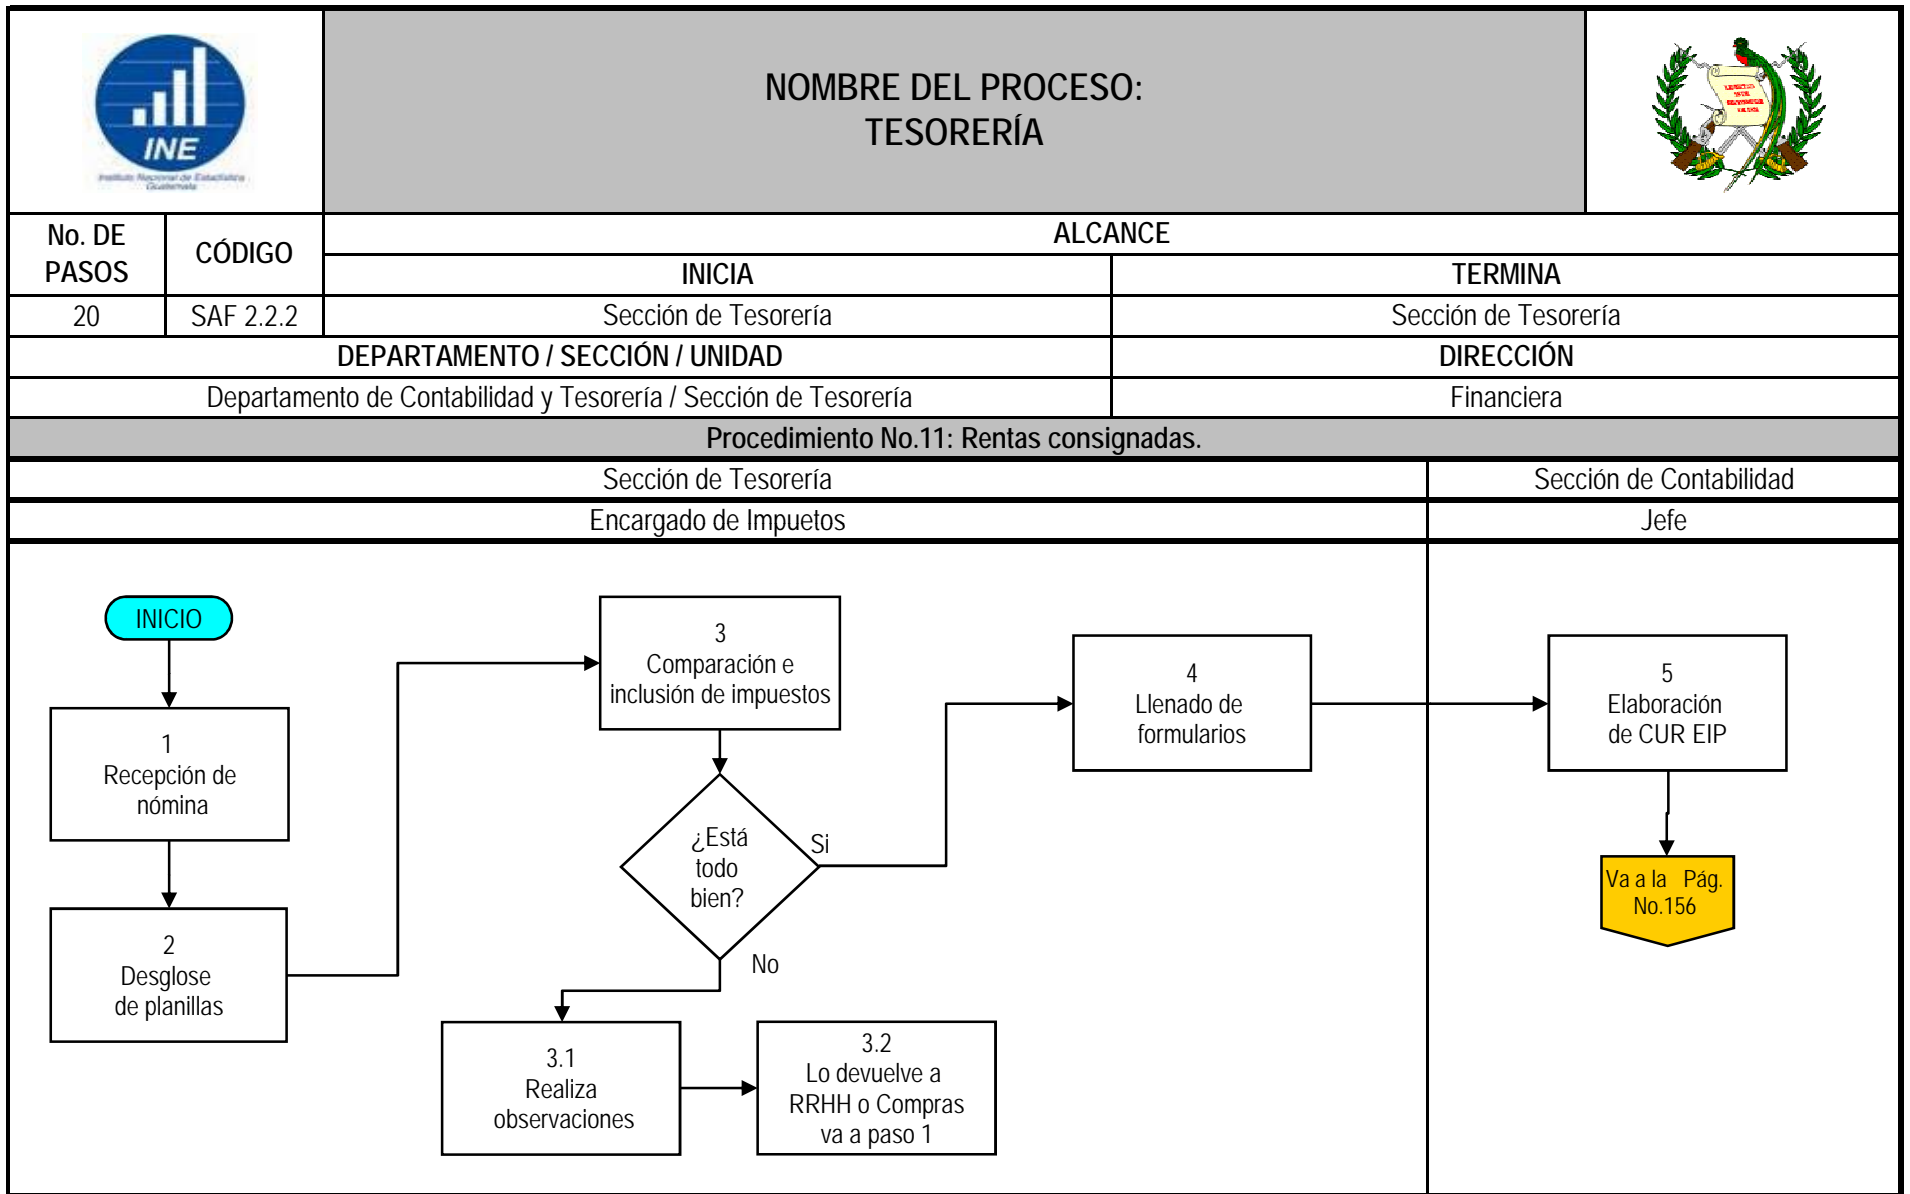 INE
Instituto Nacional de Estadística
Guatemala
NOMBRE DEL PROCESO:
TESORERÍA
No. DE
PASOS
CÓDIGO
ALCANCE
INICIA
TERMINA
20
SAF 2.2.2
Sección de Tesorería
Sección de Tesorería
DEPARTAMENTO / SECCIÓN / UNIDAD
DIRECCIÓN
Departamento de Contabilidad y Tesorería / Sección de Tesorería
Financiera
Procedimiento No.11: Rentas consignadas.
Sección de Tesorería
Sección de Contabilidad
Encargado de Impuetos
Jefe
INICIO
1
Recepción de
nómina
2
Desglose
de planillas
3
Comparación e
inclusión de impuestos
¿Está
todo
bien?
Si
No
3.1
Realiza
observaciones
3.2
Lo devuelve a
RRHH o Compras
va a paso 1
4
Llenado de
formularios
5
Elaboración
de CUR EIP
Va a la Pág.
No.156